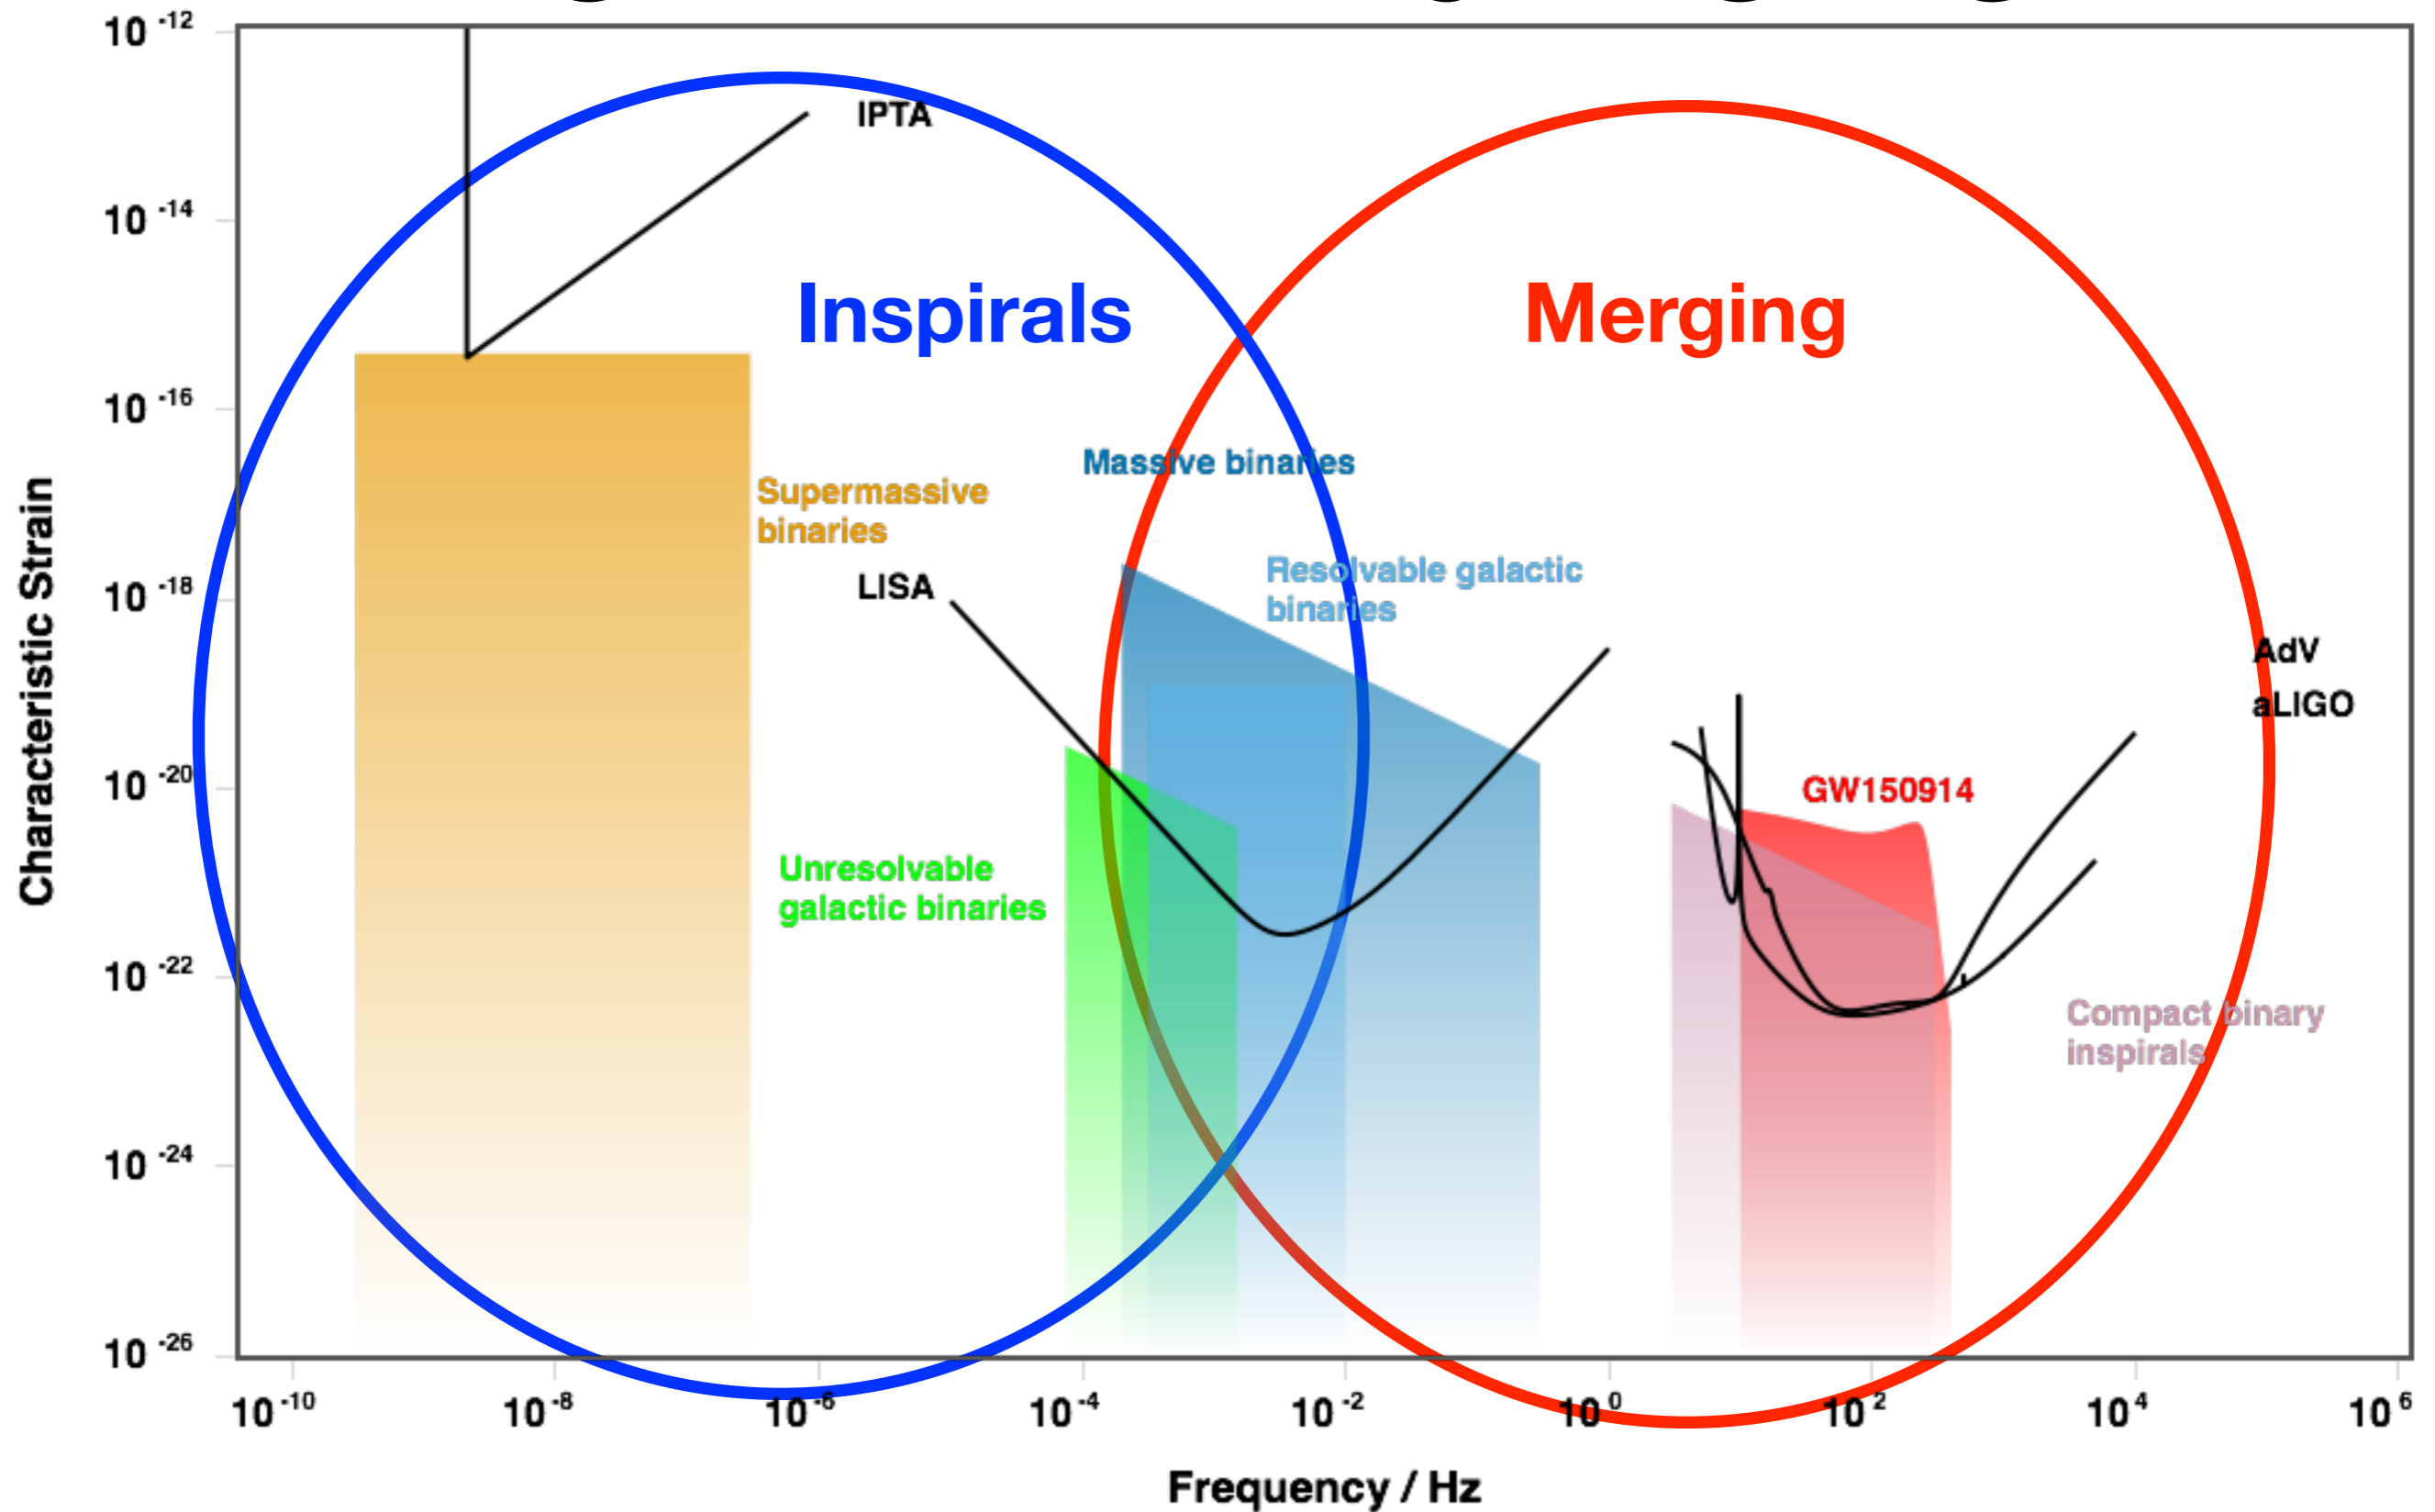 10 -12
10 -14
10 -16
10 -18
10 -20
10 -22
10 -24
10 -26
Characteristic Strain
IPTA
Inspirals
Merging
Massive binaries
Supermassive
binaries
LISA
Resolvable galactic
binaries
AdV
aLIGO
GW150914
Unresolvable
galactic binaries
Compact binary
inspirals
10 -10
10 -8
10 -6
10 -4
10 -2
10 0
10 2
10 4
10 6
Frequency / Hz